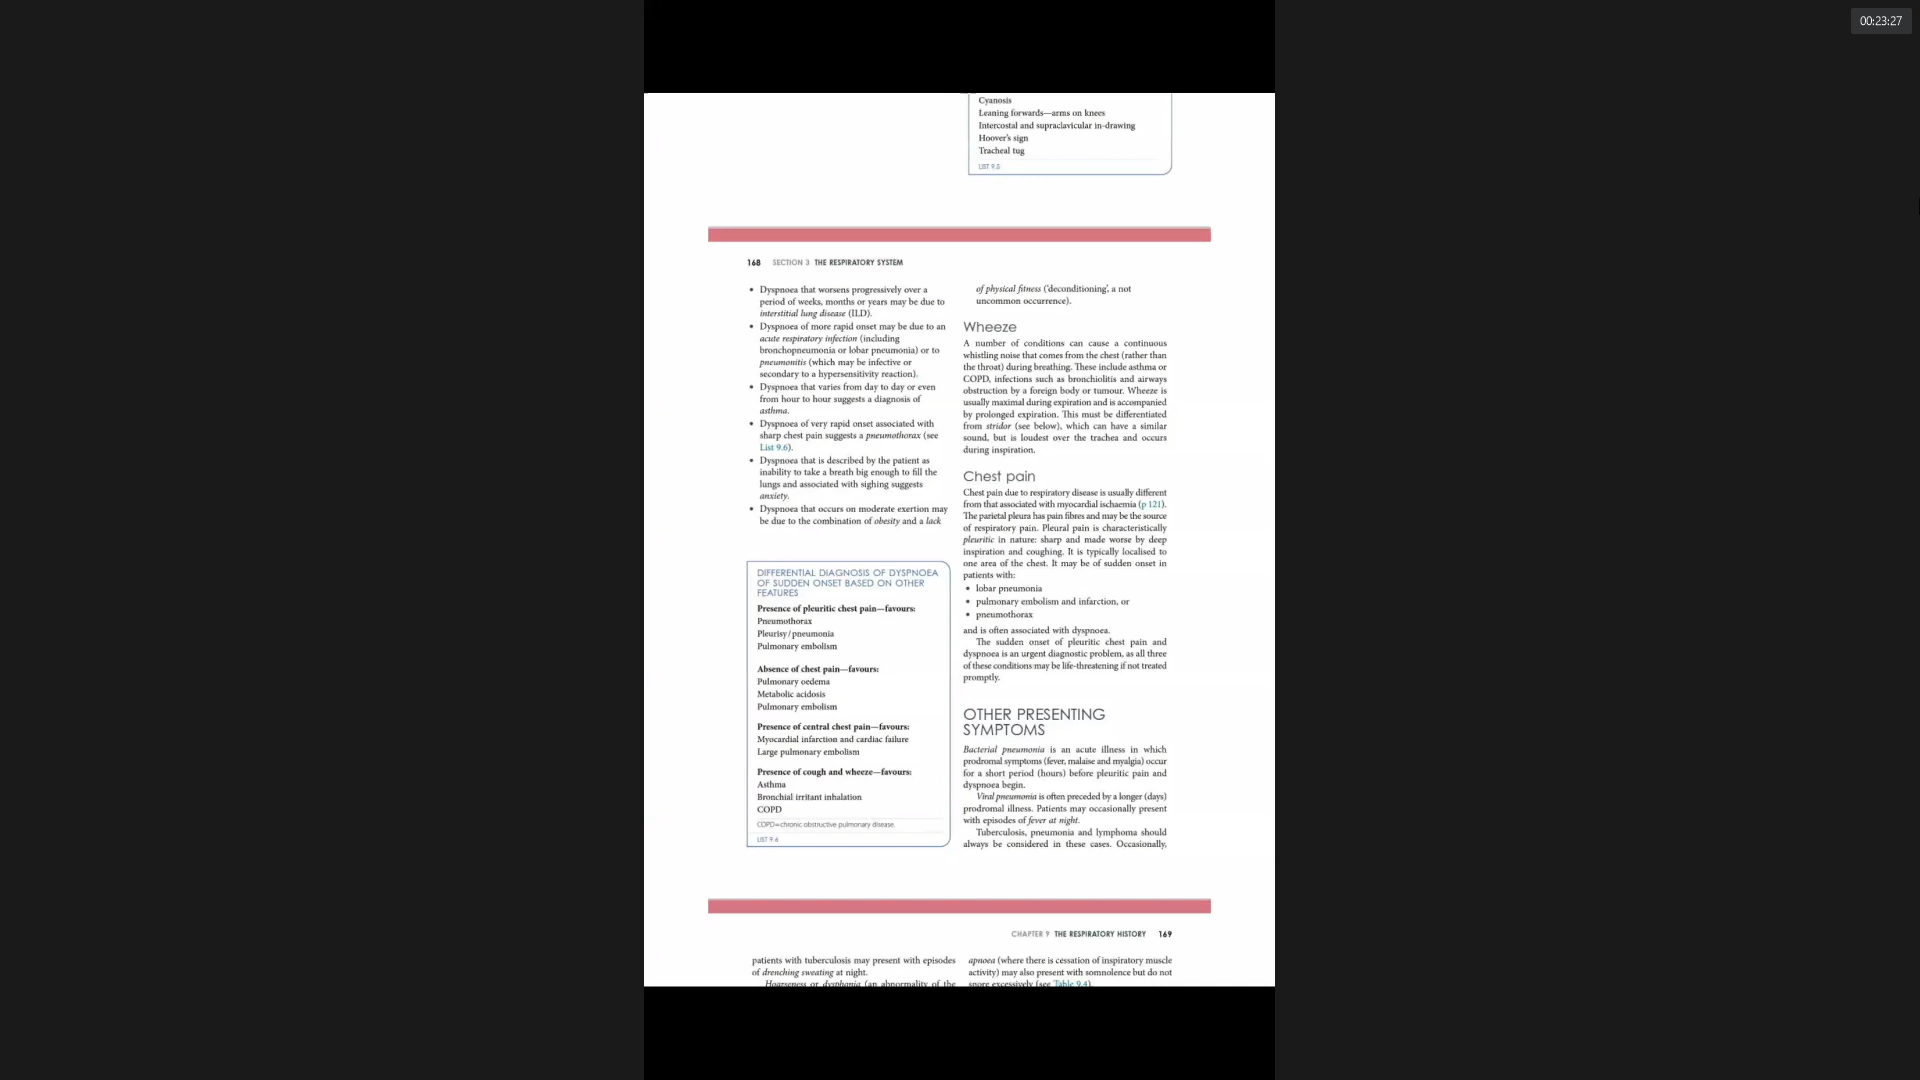 00:23:27
Cyanosis
Leaning forwards—arms on knees
Intercostal and supraclavicular in-drawing
Hoover's sign
Tracheal tug
LIST 9.5
168 SECTION 3 THE RESPIRATORY SYSTEM
• Dyspnoea that worsens progressively over a
period of weeks, months or years may be due to
interstitial lung disease (ILD).
• Dyspnoea of more rapid onset may be due to an
acute respiratory infection (including
bronchopneumonia or lobar pneumonia) or to
pneumonitis (which may be infective or
secondary to a hypersensitivity reaction).
• Dyspnoea that varies from day to day or even
from hour to hour suggests a diagnosis of
asthma.
• Dyspnoea of very rapid onset associated with
sharp chest pain suggests a pneumothorax (see
List 9.6).
• Dyspnoea that is described by the patient as
inability to take a breath big enough to fill the
lungs and associated with sighing suggests
anxiety.
• Dyspnoea that occurs on moderate exertion may
be due to the combination of obesity and a lack
DIFFERENTIAL DIAGNOSIS OF DYSPNOEA
OF SUDDEN ONSET BASED ON OTHER
FEATURES
Presence of pleuritic chest pain—favours:
Pneumothorax
Pleurisy/pneumonia
Pulmonary embolism
Absence of chest pain—favours:
Pulmonary oedema
Metabolic acidosis
Pulmonary embolism
Presence of central chest pain—favours:
Myocardial infarction and cardiac failure
Large pulmonary embolism
Presence of cough and wheeze—favours:
Asthma
Bronchial irritant inhalation
COPD
COPD=chronic obstructive pulmonary disease.
LIST 9.6
of physical fitness ('deconditioning', a not
uncommon occurrence).
Wheeze
A number of conditions can cause a continuous
whistling noise that comes from the chest (rather than
the throat) during breathing. These include asthma or
COPD, infections such as bronchiolitis and airways
obstruction by a foreign body or tumour. Wheeze is
usually maximal during expiration and is accompanied
by prolonged expiration. This must be differentiated
from stridor (see below), which can have a similar
sound, but is loudest over the trachea and occurs
during inspiration.
Chest pain
Chest pain due to respiratory disease is usually different
from that associated with myocardial ischaemia (p 121).
The parietal pleura has pain fibres and may be the source
of respiratory pain. Pleural pain is characteristically
pleuritic in nature: sharp and made worse by deep
inspiration and coughing. It is typically localised to
one area of the chest. It may be of sudden onset in
patients with:
• lobar pneumonia
• pulmonary embolism and infarction, or
• pneumothorax
and is often associated with dyspnoea.
The sudden onset of pleuritic chest pain and
dyspnoea is an urgent diagnostic problem, as all three
of these conditions may be life-threatening if not treated
promptly.
OTHER PRESENTING
SYMPTOMS
Bacterial pneumonia is an acute illness in which
prodromal symptoms (fever, malaise and myalgia) occur
for a short period (hours) before pleuritic pain and
dyspnoea begin.
Viral pneumonia is often preceded by a longer (days)
prodromal illness. Patients may occasionally present
with episodes of fever at night.
Tuberculosis, pneumonia and lymphoma should
always be considered in these cases. Occasionally,
CHAPTER 9 THE RESPIRATORY HISTORY 169
patients with tuberculosis may present with episodes
of drenching sweating at night.
Hoarseness or dysphonia (an abnormality of the
apnoea (where there is cessation of inspiratory muscle
activity) may also present with somnolence but do not
snore excessively (see Table 9.4).